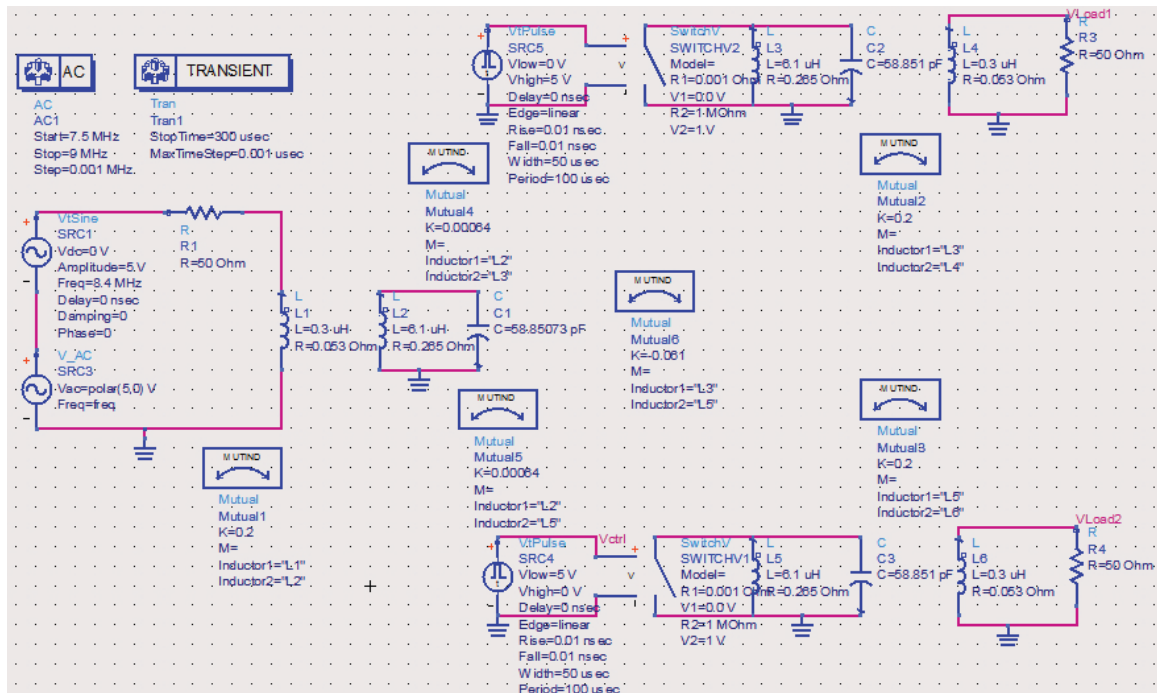 AC
AC
AC1
Start=7.5 MHz
Stop=9 MHz
Step=0.001 MHz
TRANSIENT
Tran
Tran1
StopTime=300 usec
MaxTimeStep=0.001 usec
VtPulse
SRC5
Vlow=0 V
Vhigh=5 V
Delay=0 nsec
Edge=linear
Rise=0.01 nsec
Fall=0.01 nsec
Width=50 usec
Period=100 usec
+
-
+
v
-
SwitchV
SWITCHV2
Model=
R1=0.001 Ohm
V1=0.0 V
R2=1 MOhm
V2=1 V
L
L3
L=6.1 uH
R=0.265 Ohm
C
C2
C=58.851 pF
L
L4
L=0.3 uH
R=0.053 Ohm
VLoad1
R
R3
R=50 Ohm
MUTIND
Mutual
Mutual4
K=0.00064
M=
Inductor1="L2"
Inductor2="L3"
MUTIND
Mutual
Mutual2
K=0.2
M=
Inductor1="L3"
Inductor2="L4"
+
VtSine
SRC1
Vdc=0 V
Amplitude=5 V
Freq=8.4 MHz
Delay=0 nsec
Damping=0
Phase=0
-
R
R1
R=50 Ohm
+
V_AC
SRC3
Vac=polar(5,0) V
Freq=freq
-
L
L1
L=0.3 uH
R=0.053 Ohm
L
L2
L=6.1 uH
R=0.265 Ohm
C
C1
C=58.85073 pF
MUTIND
Mutual
Mutual6
K=-0.061
M=
Inductor1="L3"
Inductor2="L5"
MUTIND
Mutual
Mutual1
K=0.2
M=
Inductor1="L1"
Inductor2="L2"
MUTIND
Mutual
Mutual5
K=0.00064
M=
Inductor1="L2"
Inductor2="L5"
MUTIND
Mutual
Mutual3
K=0.2
M=
Inductor1="L5"
Inductor2="L6"
+
VtPulse
SRC4
Vlow=5 V
Vhigh=0 V
Delay=0 nsec
Edge=linear
Rise=0.01 nsec
Fall=0.01 nsec
Width=50 usec
Period=100 usec
-
Vctrl
+
v
-
SwitchV
SWITCHV1
Model=
R1=0.001 Ohm
V1=0.0 V
R2=1 MOhm
V2=1 V
L
L5
L=6.1 uH
R=0.265 Ohm
C
C3
C=58.851 pF
L
L6
L=0.3 uH
R=0.053 Ohm
VLoad2
R
R4
R=50 Ohm